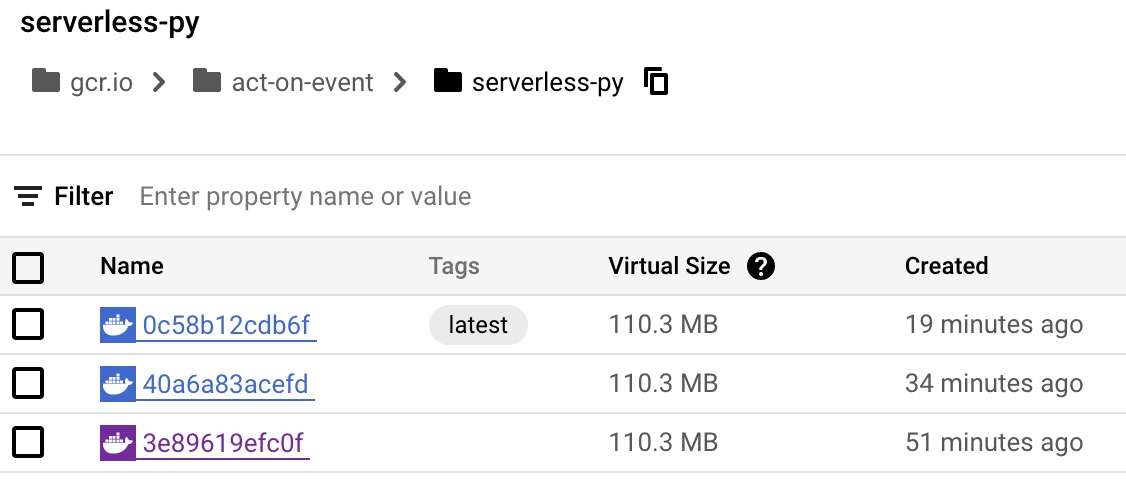 serverless-py
gcr.io > act-on-event > serverless-py
Filter Enter property name or value
Name Tags Virtual Size ? Created
0c58b12cdb6f latest 110.3 MB 19 minutes ago
40a6a83acefd 110.3 MB 34 minutes ago
3e89619efc0f 110.3 MB 51 minutes ago